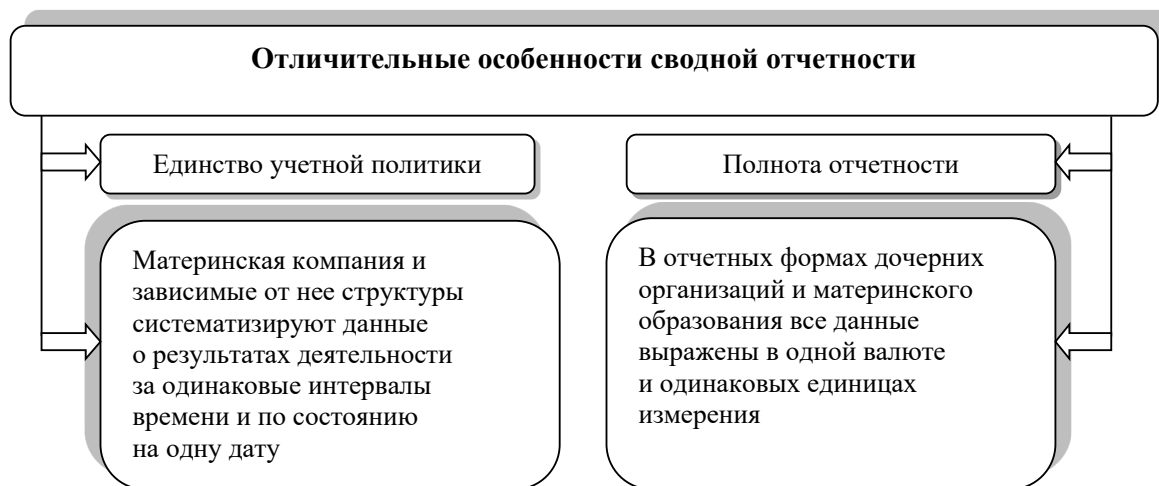 Отличительные особенности сводной отчетности
Единство учетной политики
Полнота отчетности
Материнская компания и
зависимые от нее структуры
систематизируют данные
о результатах деятельности
за одинаковые интервалы
времени и по состоянию
на одну дату
В отчетных формах дочерних
организаций и материнского
образования все данные
выражены в одной валюте
и одинаковых единицах
измерения